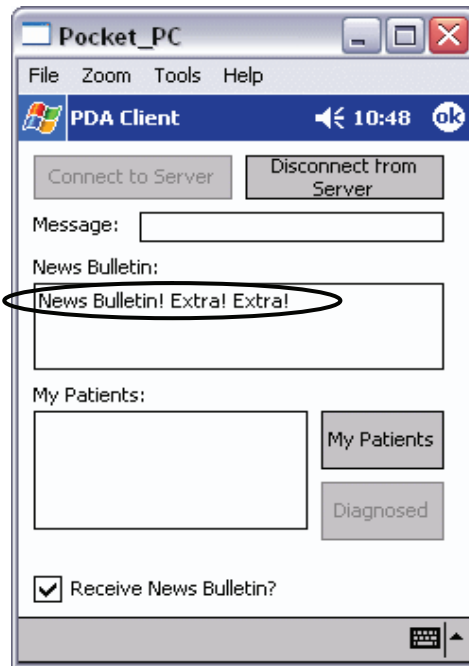 Pocket_PC
File Zoom Tools Help
PDA Client 10:48 ok
Connect to Server
Disconnect from
Server
Message:
News Bulletin:
News Bulletin! Extra! Extra!
My Patients:
My Patients
Diagnosed
Receive News Bulletin?